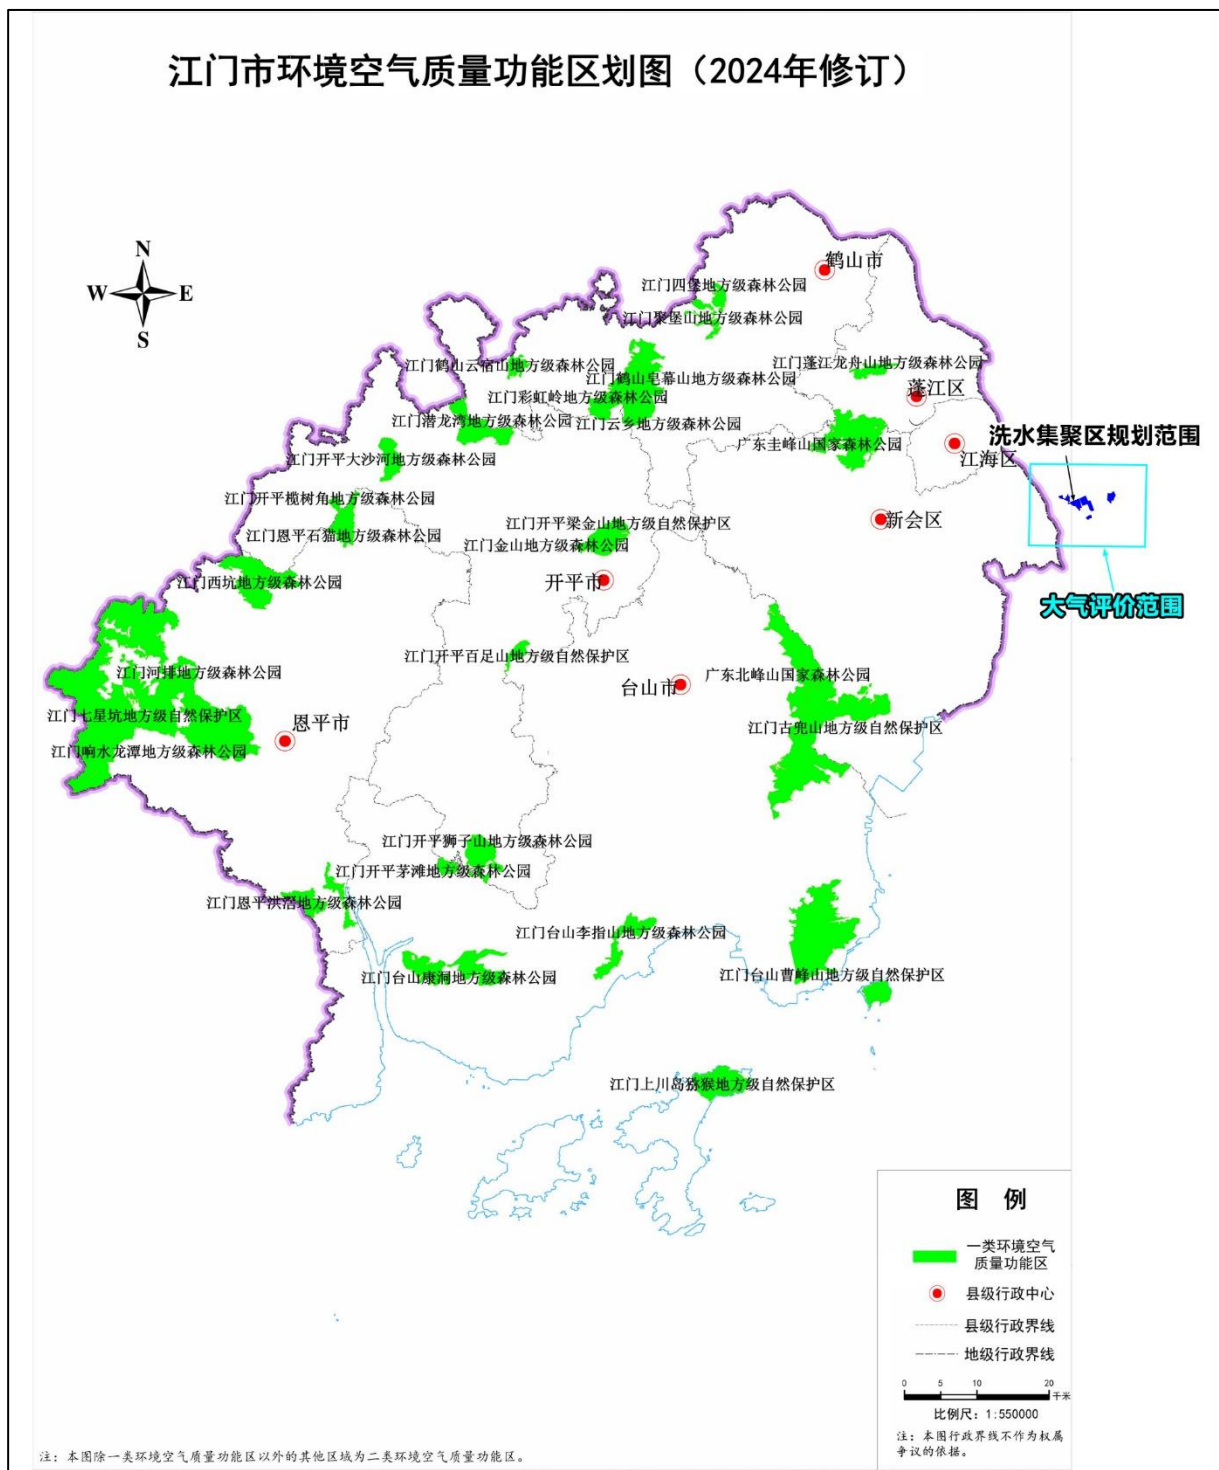 江门市环境空气质量功能区划图（2024年修订）
N
W
E
S
鹤山市
江门四堡地方级森林公园
江门聚堡山地方级森林公园
江门鹤山云宿山地方级森林公园
江门蓬江龙舟山地方级森林公园
江门鹤山皂幕山地方级森林公园
蓬江区
江门彩虹岭地方级森林公园
江门潜龙湾地方级森林公园
江门云乡地方级森林公园
洗水集聚区规划范围
广东圭峰山国家森林公园
江海区
江门开平大沙河地方级森林公园
江门开平榄树角地方级森林公园
新会区
江门开平梁金山地方级自然保护区
江门恩平石猫地方级森林公园
江门金山地方级森林公园
江门西坑地方级森林公园
开平市
大气评价范围
江门开平百足山地方级自然保护区
江门河排地方级森林公园
广东北峰山国家森林公园
台山市
江门七星坑地方级自然保护区
恩平市
江门古兜山地方级自然保护区
江门响水龙潭地方级森林公园
江门开平狮子山地方级森林公园
江门开平茅滩地方级森林公园
江门恩平洪滘地方级森林公园
江门台山李指山地方级森林公园
江门台山康洞地方级森林公园
江门台山曹峰山地方级自然保护区
江门上川岛猕猴地方级自然保护区
图 例
一类环境空气
质量功能区
县级行政中心
县级行政界线
地级行政界线
0 5 10 20
千米
比例尺：1:550000
注：本图行政界线不作为权属
争议的依据。
注：本图除一类环境空气质量功能区以外的其他区域为二类环境空气质量功能区。